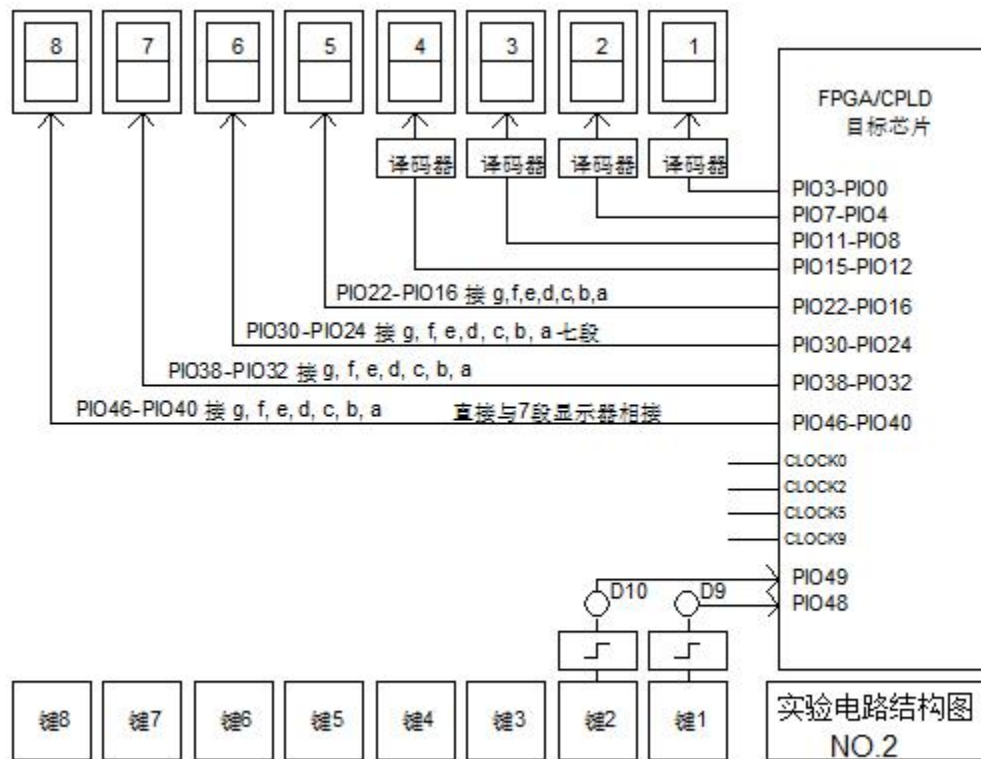 8 7 6 5 4 3 2 1
FPGA/CPLD
目标芯片
译码器 译码器 译码器 译码器
PIO3-PIO0
PIO7-PIO4
PIO11-PIO8
PIO15-PIO12
PIO22-PIO16 接 g,f,e,d,c,b,a
PIO22-PIO16
PIO30-PIO24 接 g, f, e, d, c, b, a 七段
PIO30-PIO24
PIO38-PIO32 接 g, f, e, d, c, b, a
PIO38-PIO32
PIO46-PIO40 接 g, f, e, d, c, b, a 直接与7段显示器相接
PIO46-PIO40
CLOCK0
CLOCK2
CLOCK5
CLOCK9
PIO49
D10 D9
PIO48
键8 键7 键6 键5 键4 键3 键2 键1
实验电路结构图
NO.2